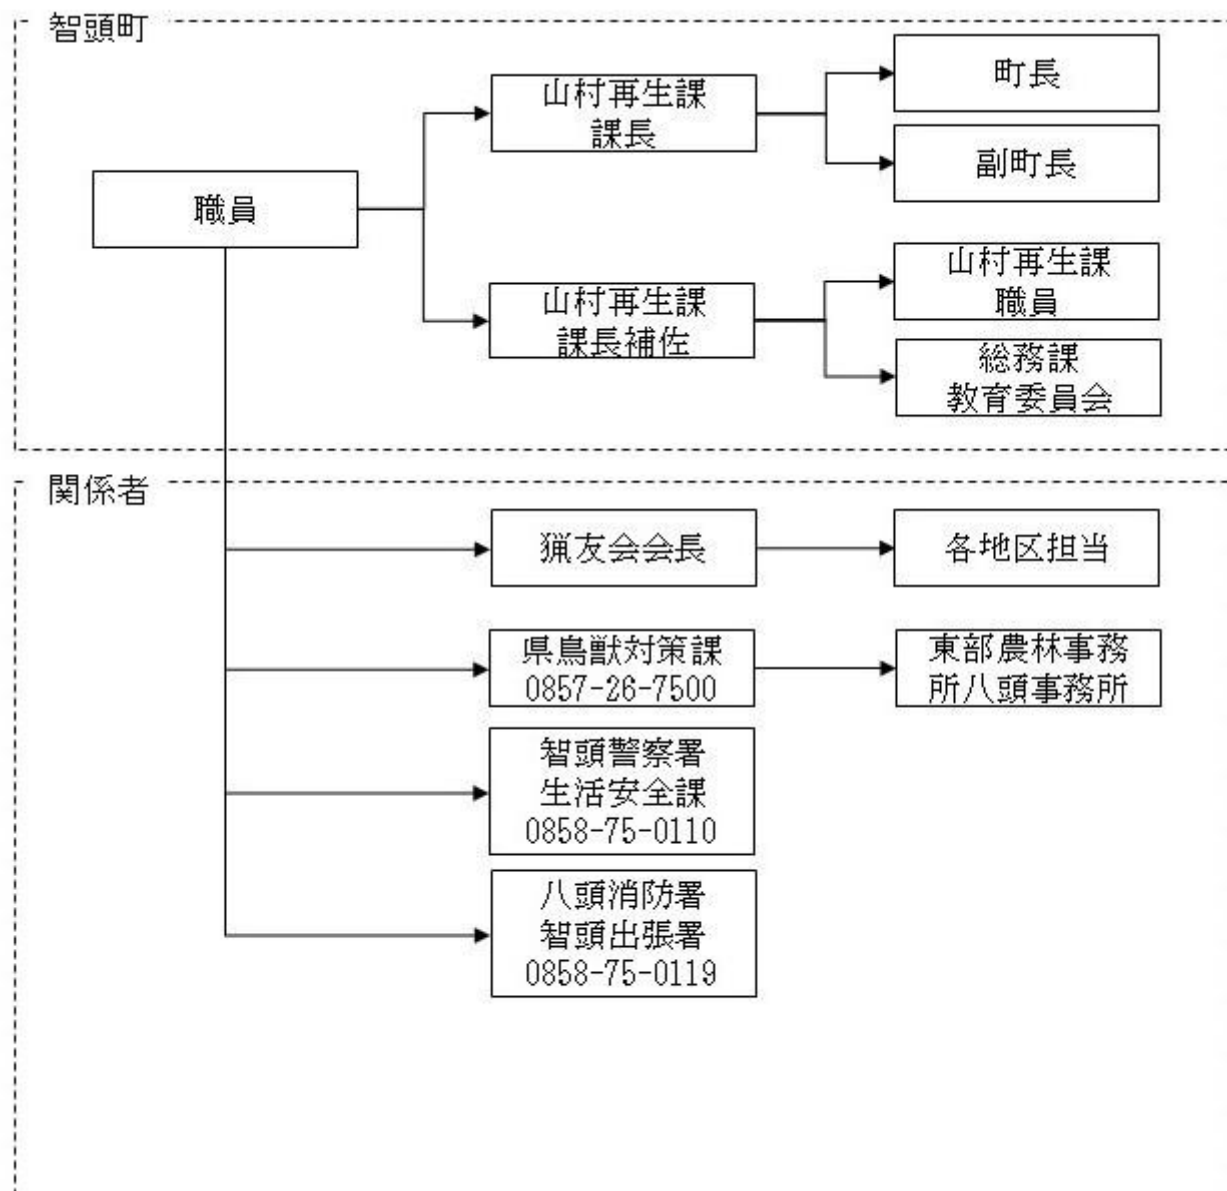 智頭町
職員
山村再生課
課長
町長
副町長
山村再生課
課長補佐
山村再生課
職員
総務課
教育委員会
関係者
猟友会会長
各地区担当
県鳥獣対策課
0857-26-7500
東部農林事務
所八頭事務所
智頭警察署
生活安全課
0858-75-0110
八頭消防署
智頭出張署
0858-75-0119